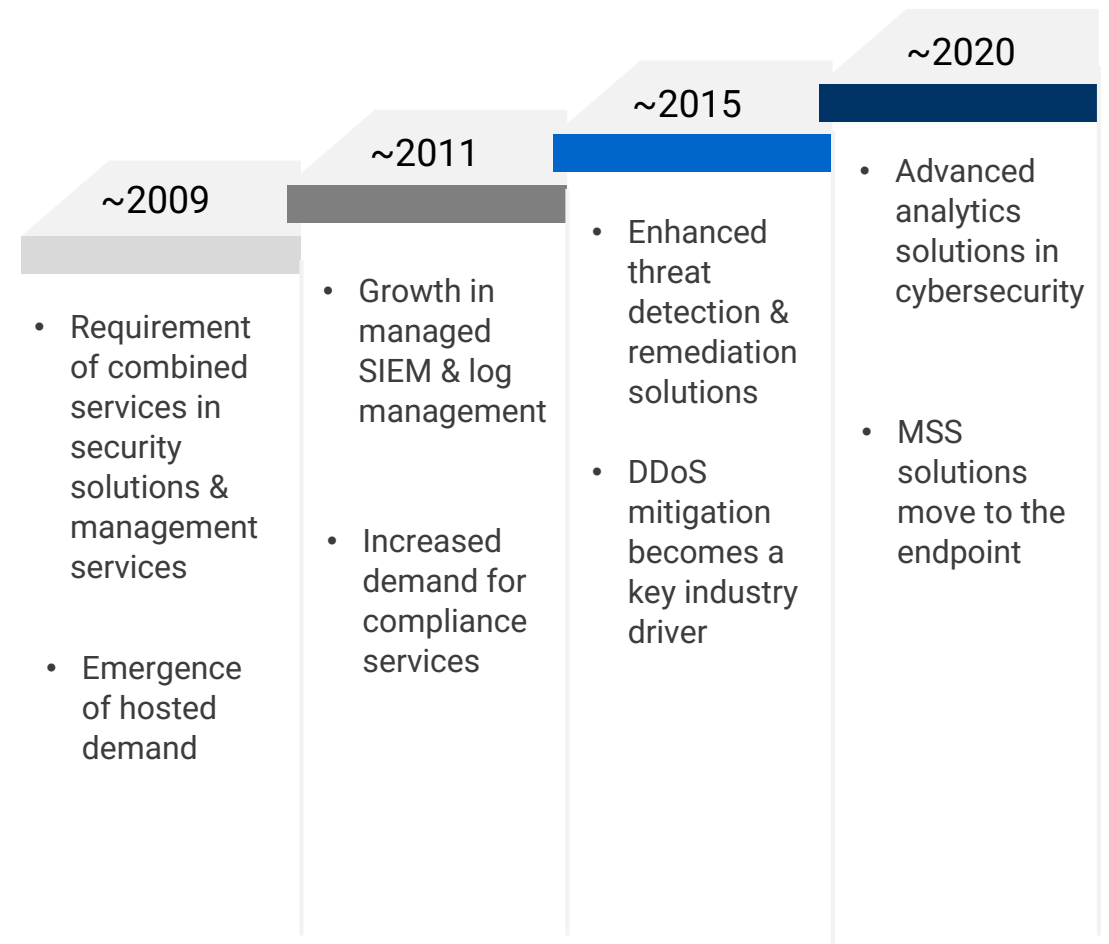 ~2009
• Requirement
of combined
services in
security
solutions &
management
services
• Emergence
of hosted
demand
~2011
• Growth in
managed
SIEM & log
management
• Increased
demand for
compliance
services
~2015
• Enhanced
threat
detection &
remediation
solutions
• DDoS
mitigation
becomes a
key industry
driver
~2020
• Advanced
analytics
solutions in
cybersecurity
• MSS
solutions
move to the
endpoint